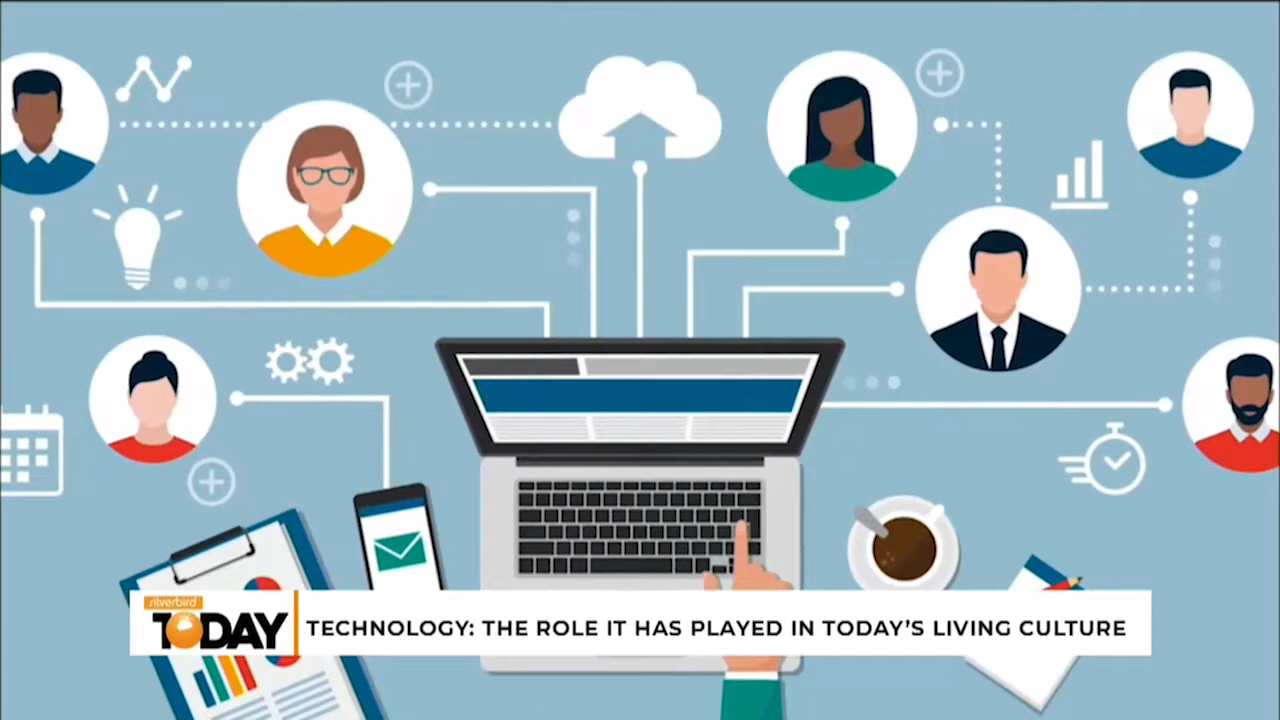 silverbird
TODAY
TECHNOLOGY: THE ROLE IT HAS PLAYED IN TODAY'S LIVING CULTURE